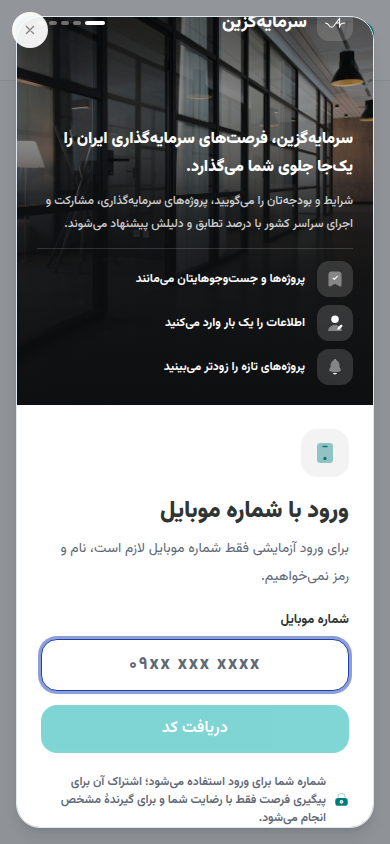 سرمایه‌گزین
سرمایه‌گزین، فرصت‌های سرمایه‌گذاری ایران را
یک‌جا جلوی شما می‌گذارد.
شرایط و بودجه‌تان را می‌گویید، پروژه‌های سرمایه‌گذاری، مشارکت و
اجرای سراسر کشور با درصد تطابق و دلیلش پیشنهاد می‌شوند.
پروژه‌ها و جست‌وجوهایتان می‌مانند
اطلاعات را یک بار وارد می‌کنید
پروژه‌های تازه را زودتر می‌بینید
ورود با شماره موبایل
برای ورود آزمایشی فقط شماره موبایل لازم است، نام و
رمز نمی‌خواهیم.
شماره موبایل
۰۹xx xxx xxxx
دریافت کد
شماره شما برای ورود استفاده می‌شود؛ اشتراک آن برای
پیگیری فرصت فقط با رضایت شما و برای گیرندهٔ مشخص
انجام می‌شود.